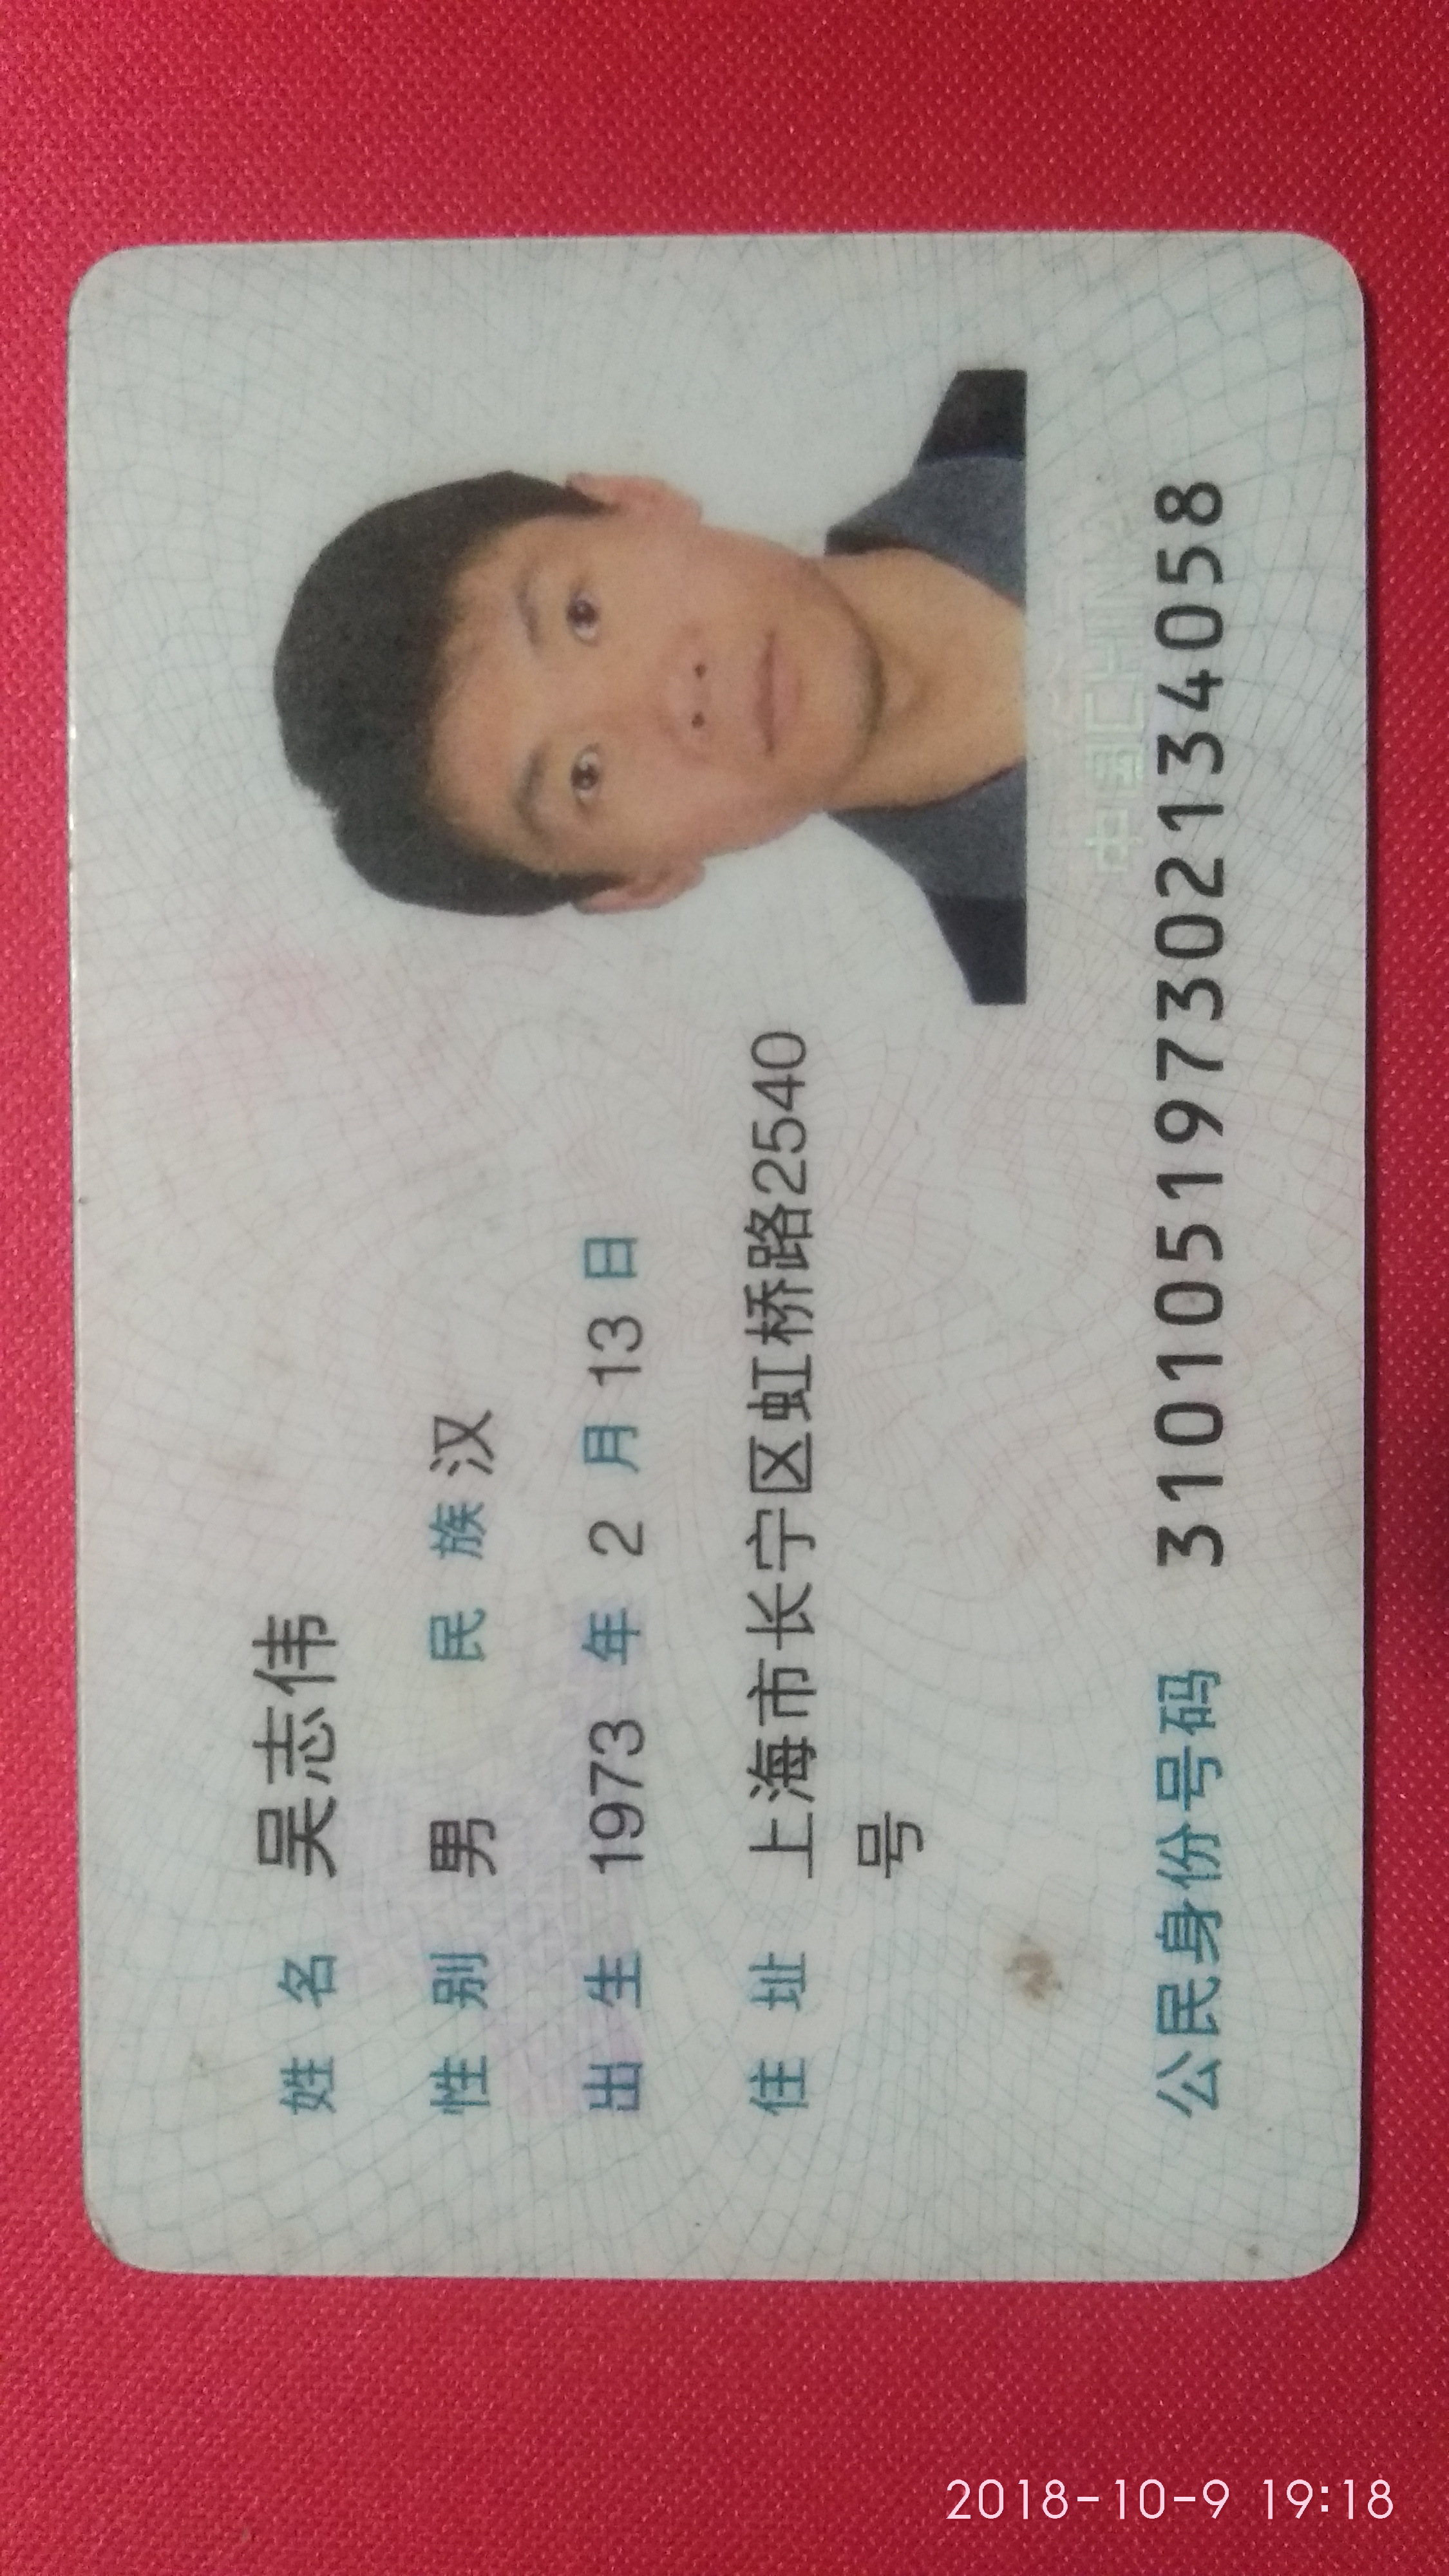 姓名 吴志伟
性别 男 民族 汉
出生 1973 年 2 月 13 日
住址 上海市长宁区虹桥路2540
号
中国CHINA
公民身份号码 310105197302134058
2018-10-9 19:18